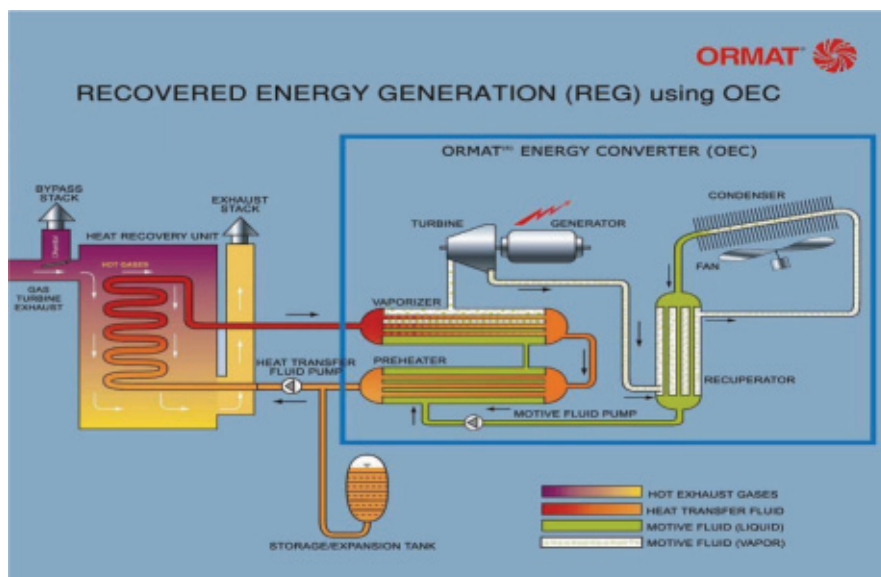 ORMAT
RECOVERED ENERGY GENERATION (REG) using OEC
ORMAT ENERGY CONVERTER (OEC)
BYPASS
STACK
EXHAUST
STACK
HEAT RECOVERY UNIT
HOT GASES
GAS
TURBINE
EXHAUST
TURBINE
GENERATOR
CONDENSER
FAN
VAPORIZER
PREHEATER
HEAT TRANSFER
FLUID PUMP
RECUPERATOR
MOTIVE FLUID PUMP
STORAGE/EXPANSION TANK
HOT EXHAUST GASES
HEAT TRANSFER FLUID
MOTIVE FLUID (LIQUID)
MOTIVE FLUID (VAPOR)